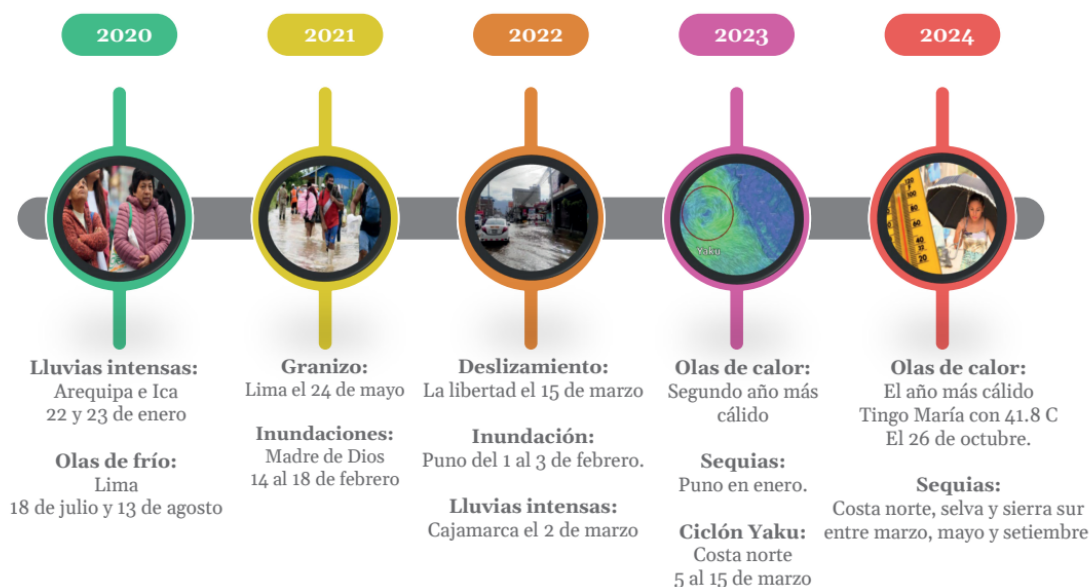 2020
2021
2022
2023
2024
Yaku
Lluvias intensas:
Arequipa e Ica
22 y 23 de enero
Olas de frío:
Lima
18 de julio y 13 de agosto
Granizo:
Lima el 24 de mayo
Inundaciones:
Madre de Dios
14 al 18 de febrero
Deslizamiento:
La libertad el 15 de marzo
Inundación:
Puno del 1 al 3 de febrero.
Lluvias intensas:
Cajamarca el 2 de marzo
Olas de calor:
Segundo año más
cálido
Sequias:
Puno en enero.
Ciclón Yaku:
Costa norte
5 al 15 de marzo
Olas de calor:
El año más cálido
Tingo María con 41.8 C
El 26 de octubre.
Sequias:
Costa norte, selva y sierra sur
entre marzo, mayo y setiembre